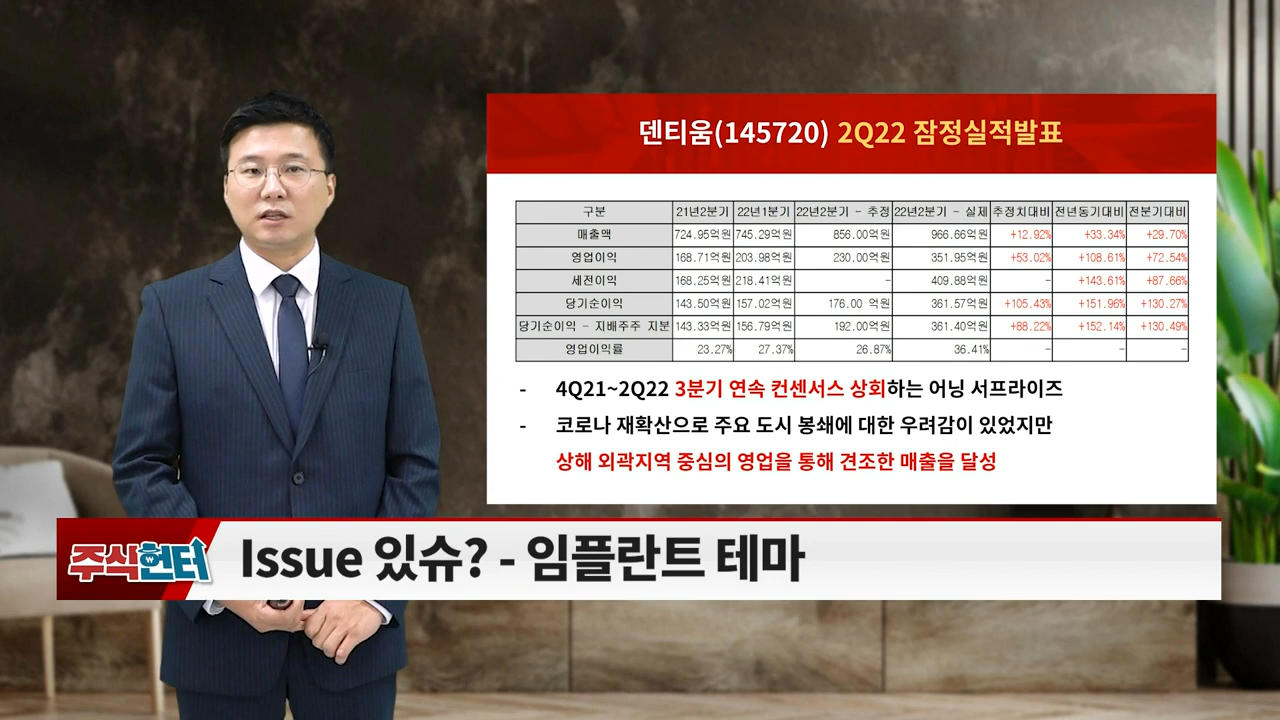 덴티움(145720) 2Q22 잠정실적발표
구분 21년2분기 22년1분기 22년2분기 - 추정 22년2분기 - 실제 추정치대비 전년동기대비 전분기대비
매출액 724.95억원 745.29억원 856.00억원 966.66억원 +12.92% +33.34% +29.70%
영업이익 168.71억원 203.98억원 230.00억원 351.95억원 +53.02% +108.61% +72.54%
세전이익 168.25억원 218.41억원 - 409.88억원 - +143.61% +87.66%
당기순이익 143.50억원 157.02억원 176.00 억원 361.57억원 +105.43% +151.96% +130.27%
당기순이익 - 지배주주 지분 143.33억원 156.79억원 192.00억원 361.40억원 +88.22% +152.14% +130.49%
영업이익률 23.27% 27.37% 26.87% 36.41% - - -
- 4Q21~2Q22 3분기 연속 컨센서스 상회하는 어닝 서프라이즈
- 코로나 재확산으로 주요 도시 봉쇄에 대한 우려감이 있었지만
상해 외곽지역 중심의 영업을 통해 견조한 매출을 달성
주식헌터 Issue 있슈? - 임플란트 테마